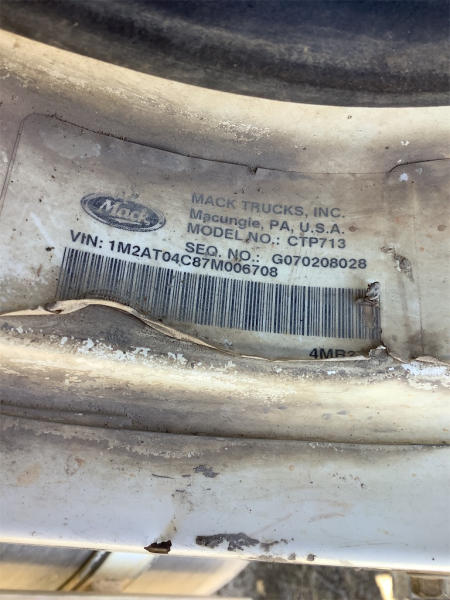 Mack
MACK TRUCKS, INC.
Macungie, PA, U.S.A.
MODEL NO.: CTP713
SEQ. NO.: G070208028
VIN: 1M2AT04C87M006708